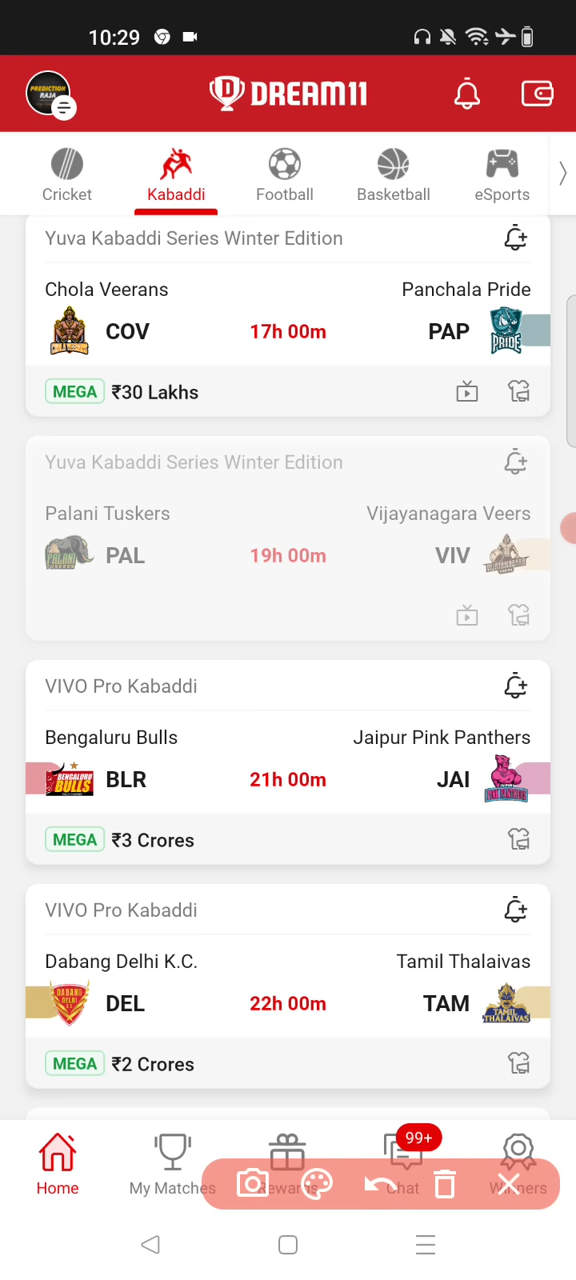 10:29
PREDICTION
RAJA
DREAM11
Cricket
Kabaddi
Football
Basketball
eSports
Yuva Kabaddi Series Winter Edition
Chola Veerans
Panchala Pride
COV
17h 00m
PAP
PRIDE
MEGA ₹30 Lakhs
Yuva Kabaddi Series Winter Edition
Palani Tuskers
Vijayanagara Veers
PAL
19h 00m
VIV
VIVO Pro Kabaddi
Bengaluru Bulls
Jaipur Pink Panthers
BENGALURU
BULLS
BLR
21h 00m
JAI
MEGA ₹3 Crores
VIVO Pro Kabaddi
Dabang Delhi K.C.
Tamil Thalaivas
DABANG
DELHI
DEL
22h 00m
TAM
TAMIL
THALAIVAS
MEGA ₹2 Crores
99+
Home
My Matches
Rewards
Chat
Winners